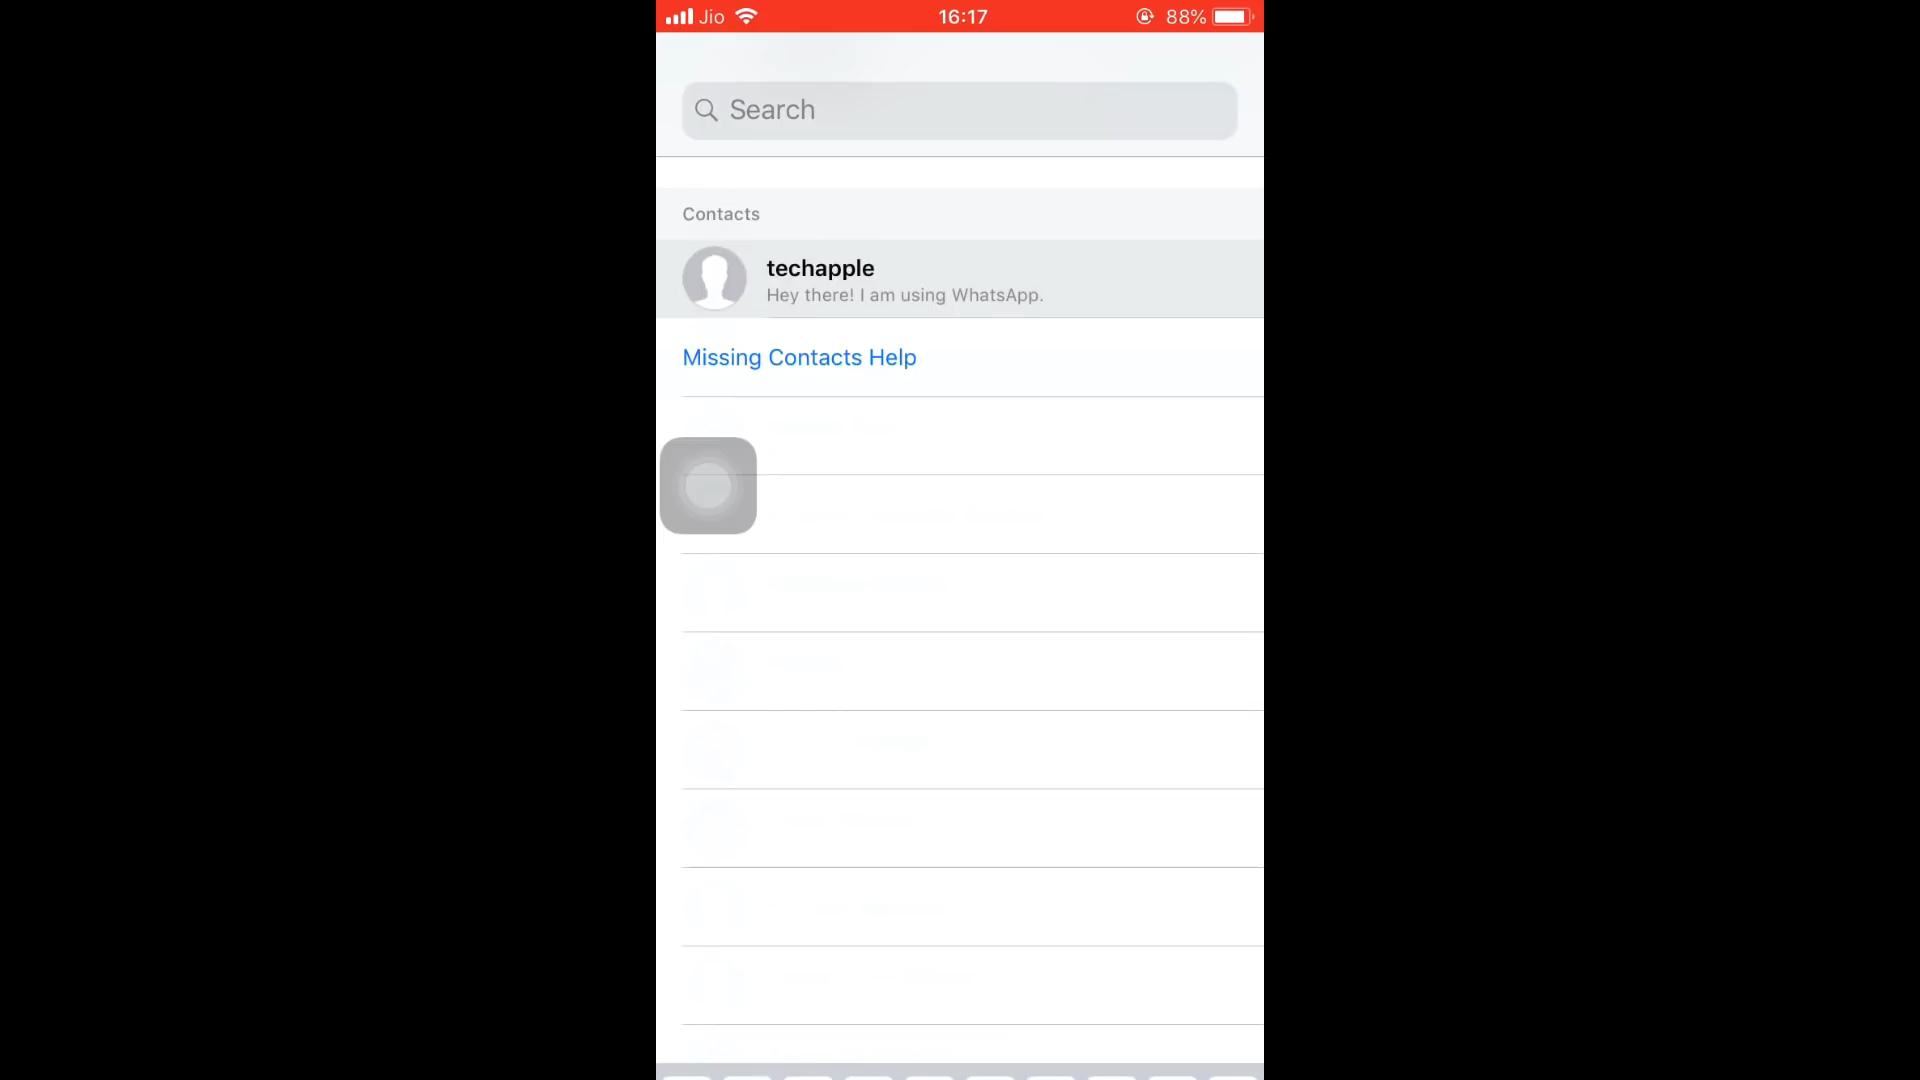 Jio 16:17 88%
Search
Contacts
techapple
Hey there! I am using WhatsApp.
Missing Contacts Help